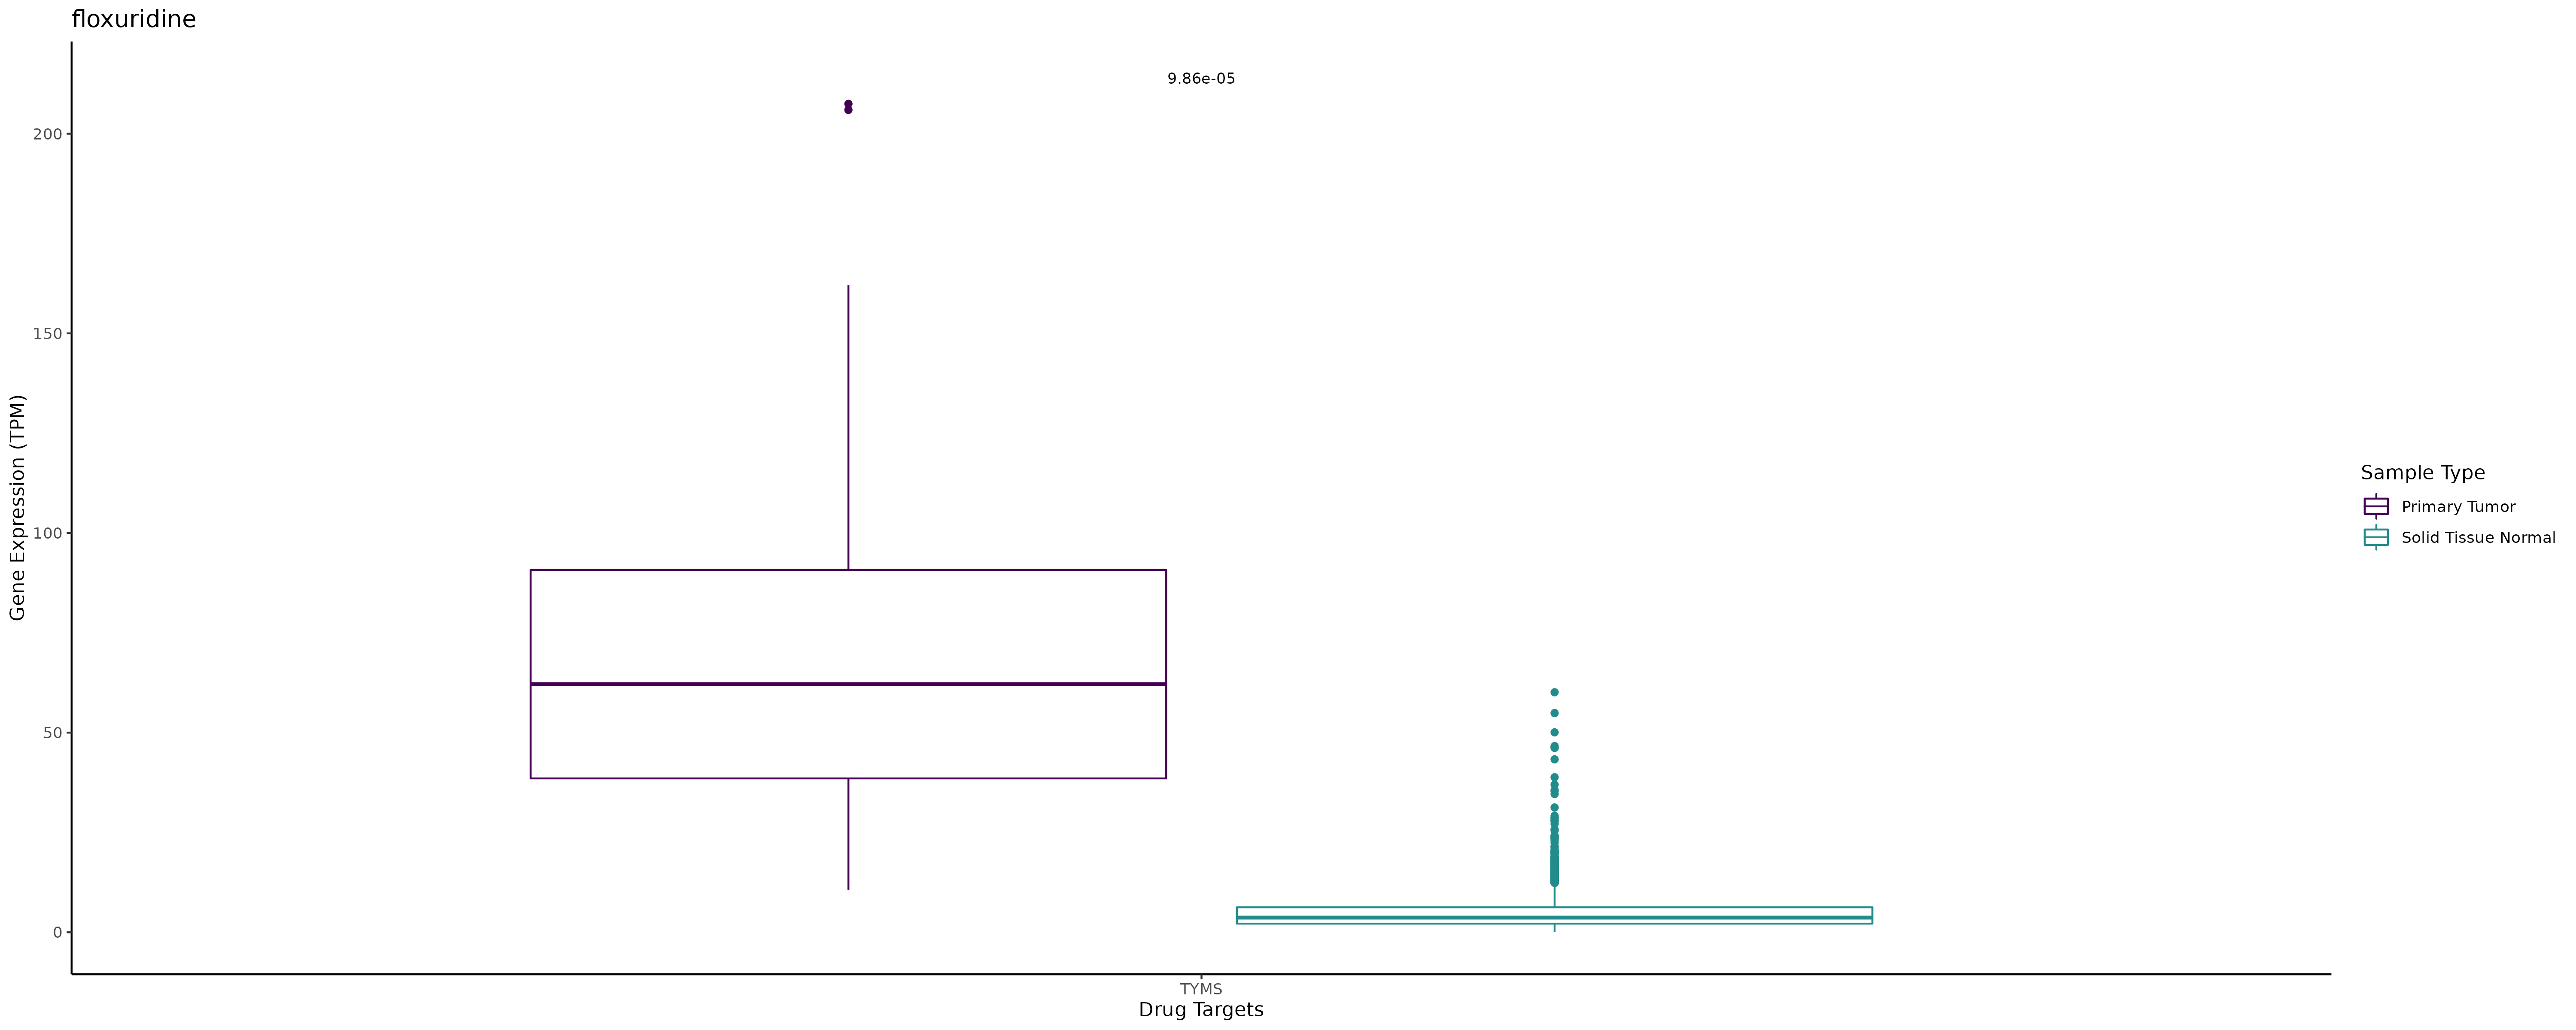 floxuridine
9.86e-05
200
150
100
50
0
Gene Expression (TPM)
TYMS
Drug Targets
Sample Type
Primary Tumor
Solid Tissue Normal